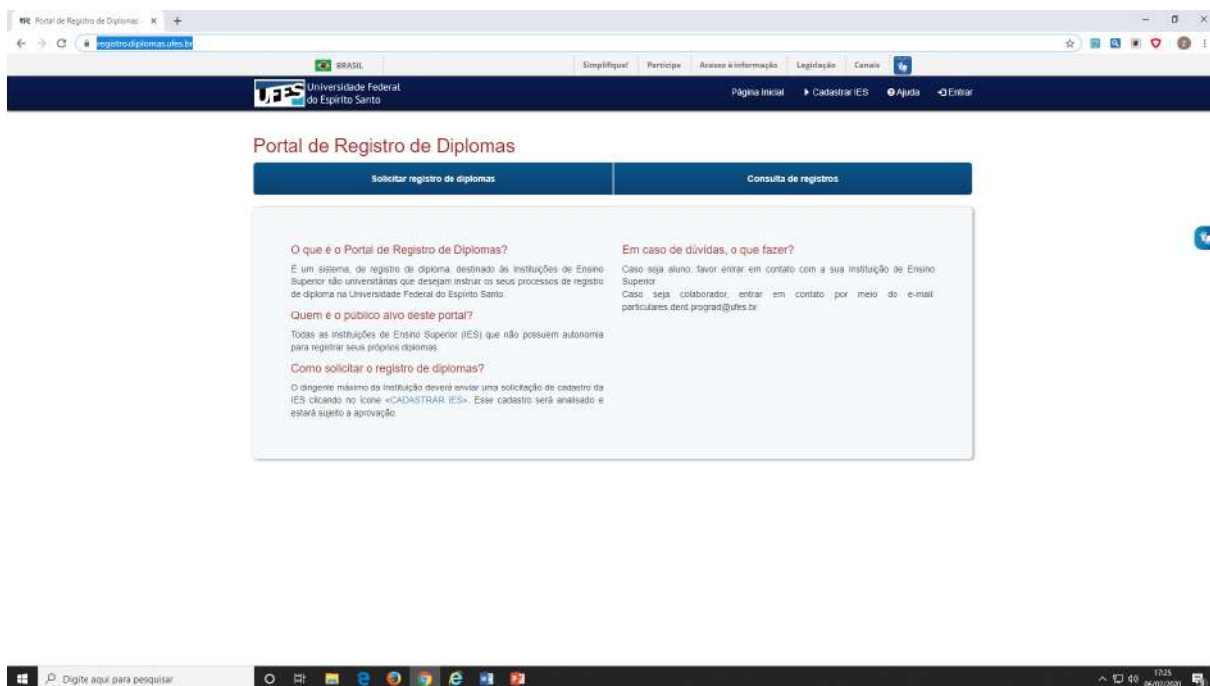 Portal de Registro de Diplomas
registrodiplomas.ufes.br
BRASIL Simplifique! Participe Acesso à informação Legislação Canais
UFES Universidade Federal
do Espírito Santo
Página Inicial Cadastrar IES Ajuda Entrar
Portal de Registro de Diplomas
Solicitar registro de diplomas Consulta de registros
O que é o Portal de Registro de Diplomas?
É um sistema, de registro de diploma, destinado às Instituições de Ensino
Superior não universitárias que desejam instruir os seus processos de registro
de diploma na Universidade Federal do Espírito Santo.
Quem é o público alvo deste portal?
Todas as Instituições de Ensino Superior (IES) que não possuem autonomia
para registrar seus próprios diplomas.
Como solicitar o registro de diplomas?
O dirigente máximo da Instituição deverá enviar uma solicitação de cadastro da
IES clicando no ícone «CADASTRAR IES». Esse cadastro será analisado e
estará sujeito a aprovação.
Em caso de dúvidas, o que fazer?
Caso seja aluno, favor entrar em contato com a sua Instituição de Ensino
Superior.
Caso seja colaborador, entrar em contato por meio do e-mail
particulares.derd.prograd@ufes.br.
Digite aqui para pesquisar
17:25
06/02/2020